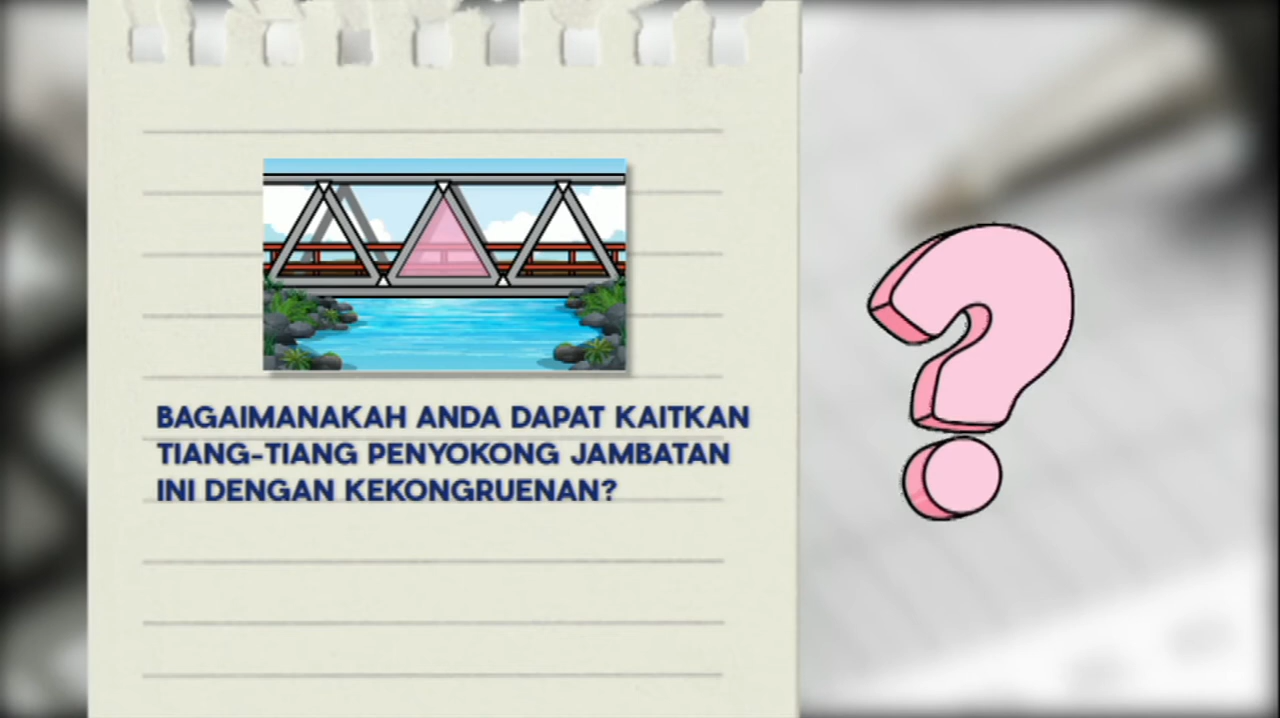 BAGAIMANAKAH ANDA DAPAT KAITKAN
TIANG-TIANG PENYOKONG JAMBATAN
INI DENGAN KEKONGRUENAN?